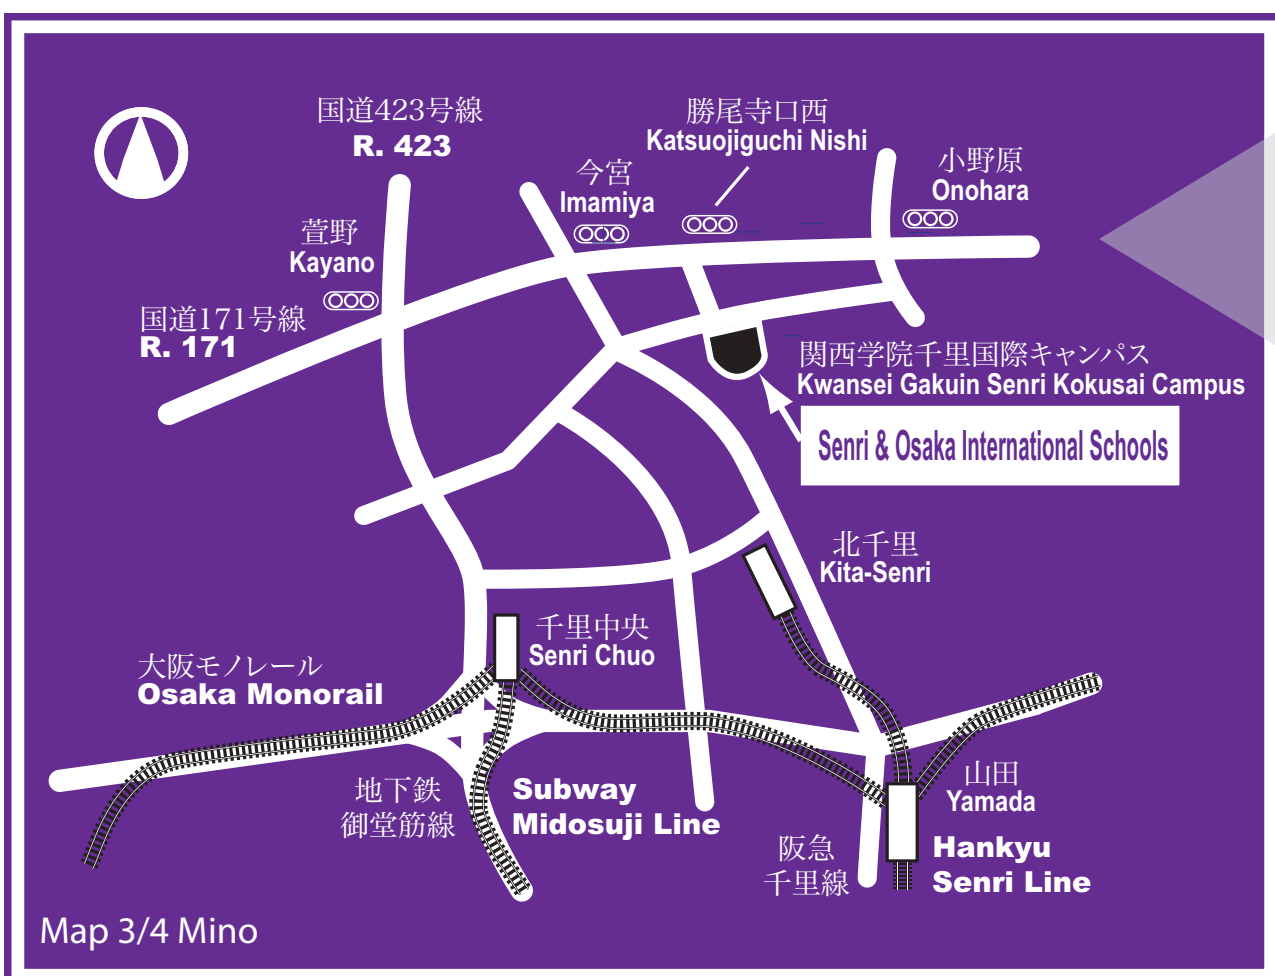 国道423号線
R. 423
勝尾寺口西
Katsuojiguchi Nishi
今宮
Imamiya
小野原
Onohara
萱野
Kayano
国道171号線
R. 171
関西学院千里国際キャンパス
Kwansei Gakuin Senri Kokusai Campus
Senri & Osaka International Schools
北千里
Kita-Senri
千里中央
Senri Chuo
大阪モノレール
Osaka Monorail
地下鉄
御堂筋線
Subway
Midosuji Line
山田
Yamada
阪急
千里線
Hankyu
Senri Line
Map 3/4 Mino